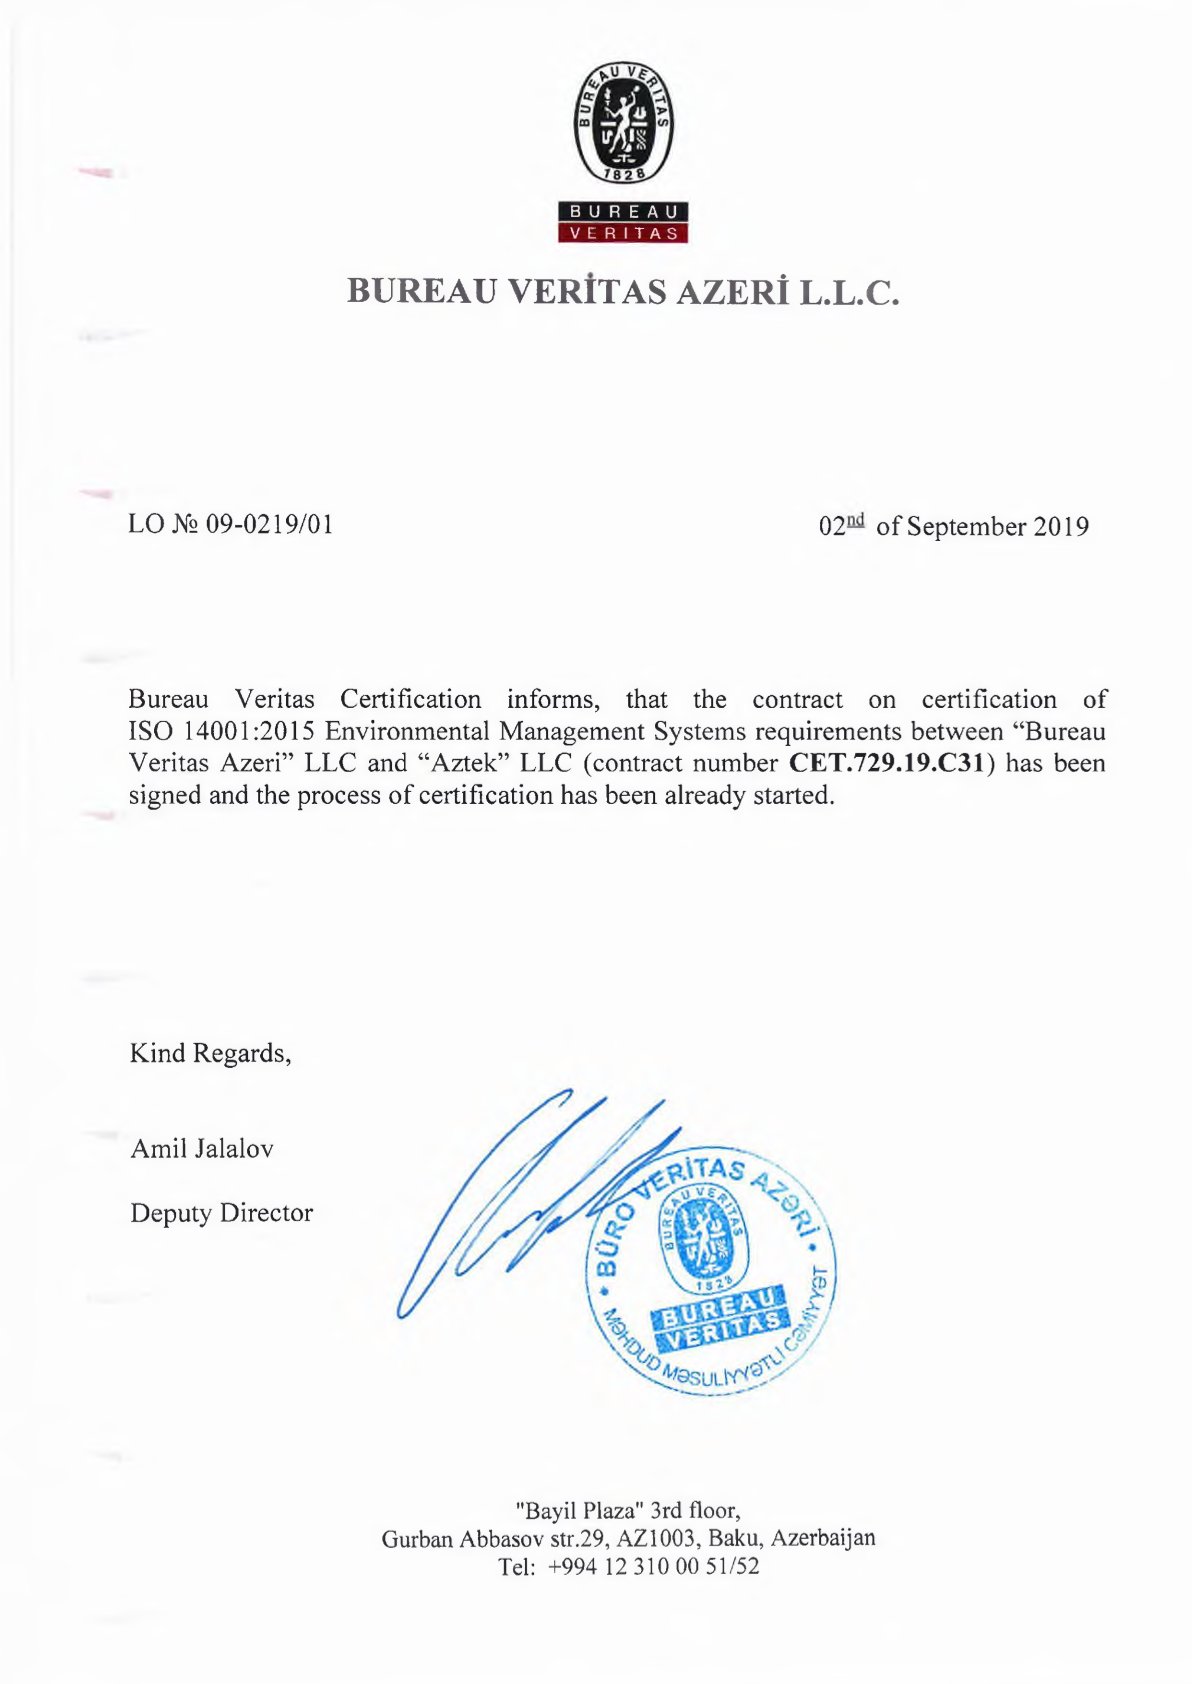 BUREAU VERITAS
1828
BUREAU
VERITAS
BUREAU VERİTAS AZERİ L.L.C.
LO № 09-0219/01
02nd of September 2019
Bureau Veritas Certification informs, that the contract on certification of
ISO 14001:2015 Environmental Management Systems requirements between “Bureau
Veritas Azeri” LLC and “Aztek” LLC (contract number CET.729.19.C31) has been
signed and the process of certification has been already started.
Kind Regards,
Amil Jalalov
Deputy Director
• BÜRO VERİTAS AZƏRİ •
MƏHDUD MƏSULİYYƏTLİ CƏMİYYƏT
BUREAU VERITAS
1828
BUREAU
VERITAS
"Bayil Plaza" 3rd floor,
Gurban Abbasov str.29, AZ1003, Baku, Azerbaijan
Tel: +994 12 310 00 51/52